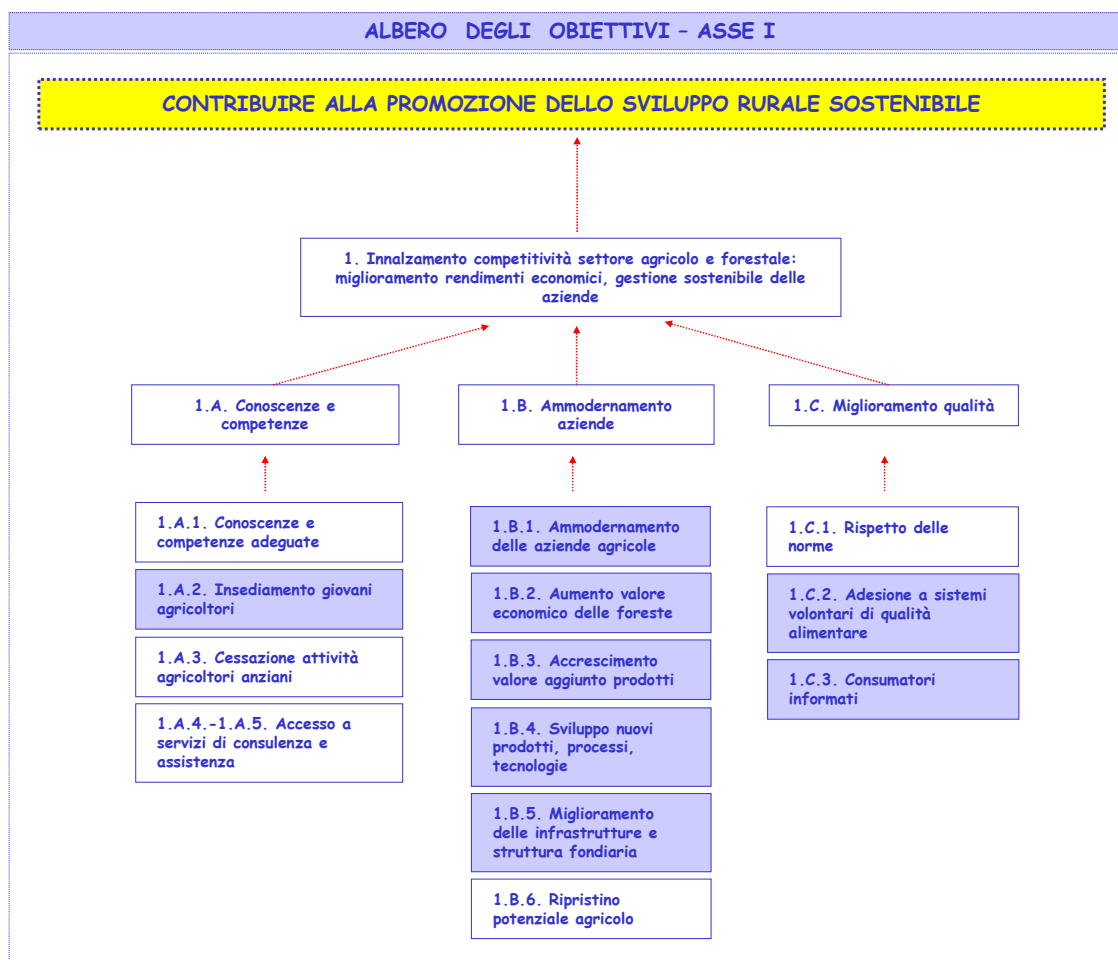 ALBERO DEGLI OBIETTIVI – ASSE I
CONTRIBUIRE ALLA PROMOZIONE DELLO SVILUPPO RURALE SOSTENIBILE
1. Innalzamento competitività settore agricolo e forestale:
miglioramento rendimenti economici, gestione sostenibile delle
aziende
1.A. Conoscenze e
competenze
1.B. Ammodernamento
aziende
1.C. Miglioramento qualità
1.A.1. Conoscenze e
competenze adeguate
1.A.2. Insediamento giovani
agricoltori
1.A.3. Cessazione attività
agricoltori anziani
1.A.4.-1.A.5. Accesso a
servizi di consulenza e
assistenza
1.B.1. Ammodernamento
delle aziende agricole
1.B.2. Aumento valore
economico delle foreste
1.B.3. Accrescimento
valore aggiunto prodotti
1.B.4. Sviluppo nuovi
prodotti, processi,
tecnologie
1.B.5. Miglioramento
delle infrastrutture e
struttura fondiaria
1.B.6. Ripristino
potenziale agricolo
1.C.1. Rispetto delle
norme
1.C.2. Adesione a sistemi
volontari di qualità
alimentare
1.C.3. Consumatori
informati